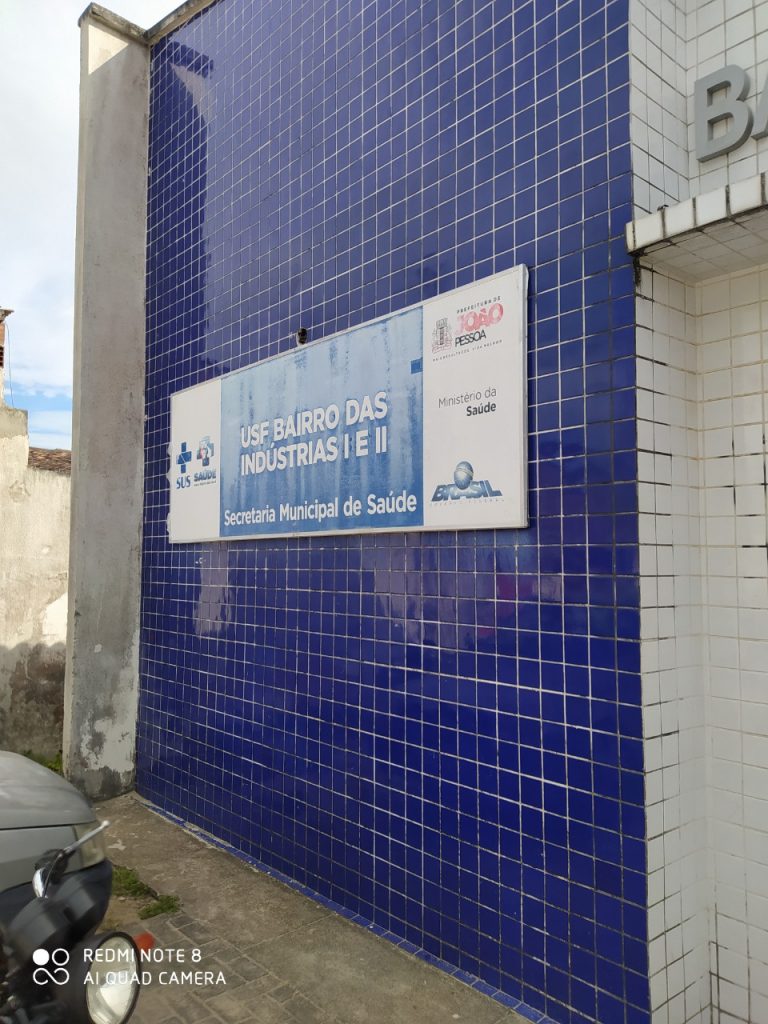 BA
PREFEITURA DE
JOÃO
PESSOA
USF BAIRRO DAS
INDÚSTRIAS I E II
Secretaria Municipal de Saúde
SUS
SAÚDE
Ministério da
Saúde
BRASIL
REDMI NOTE 8
AI QUAD CAMERA